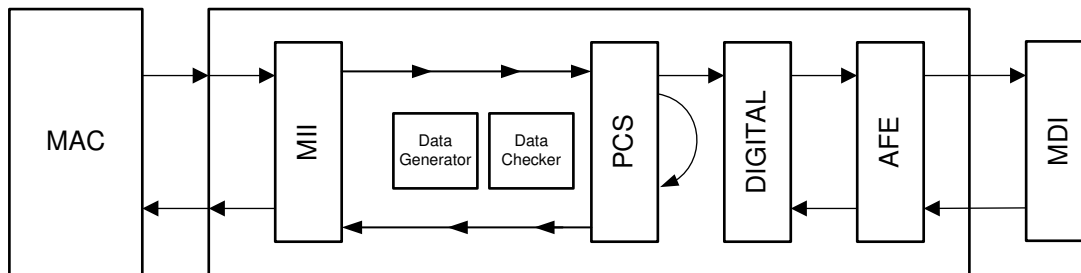 MAC
MII
Data
Generator
Data
Checker
PCS
DIGITAL
AFE
MDI